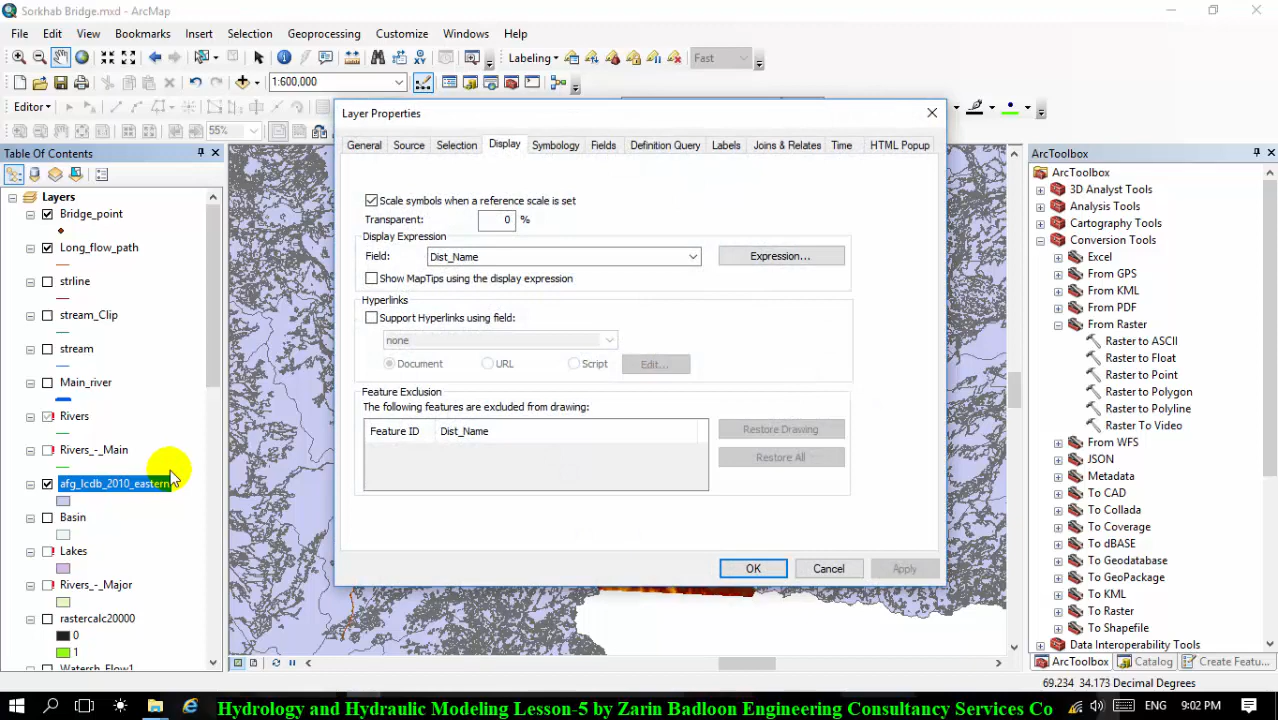 Sorkhab Bridge.mxd - ArcMap
File Edit View Bookmarks Insert Selection Geoprocessing Customize Windows Help
Labeling
Fast
1:600,000
Editor
55%
Table Of Contents
Layers
Bridge_point
Long_flow_path
strline
stream_Clip
stream
Main_river
Rivers
Rivers_-_Main
afg_lcdb_2010_eastern
Basin
Lakes
Rivers_-_Major
rastercalc20000
0
1
Watersh_Flow1
Layer Properties
General Source Selection Display Symbology Fields Definition Query Labels Joins & Relates Time HTML Popup
Scale symbols when a reference scale is set
Transparent: 0 %
Display Expression
Field: Dist_Name Expression...
Show MapTips using the display expression
Hyperlinks
Support Hyperlinks using field:
none
Document URL Script Edit...
Feature Exclusion
The following features are excluded from drawing:
Feature ID Dist_Name
Restore Drawing
Restore All
OK Cancel Apply
ArcToolbox
ArcToolbox
3D Analyst Tools
Analysis Tools
Cartography Tools
Conversion Tools
Excel
From GPS
From KML
From PDF
From Raster
Raster to ASCII
Raster to Float
Raster to Point
Raster to Polygon
Raster to Polyline
Raster To Video
From WFS
JSON
Metadata
To CAD
To Collada
To Coverage
To dBASE
To Geodatabase
To GeoPackage
To KML
To Raster
To Shapefile
Data Interoperability Tools
ArcToolbox Catalog Create Featu...
69.234 34.173 Decimal Degrees
Hydrology and Hydraulic Modeling Lesson-5 by Zarin Badloon Engineering Consultancy Services Co
ENG 9:02 PM